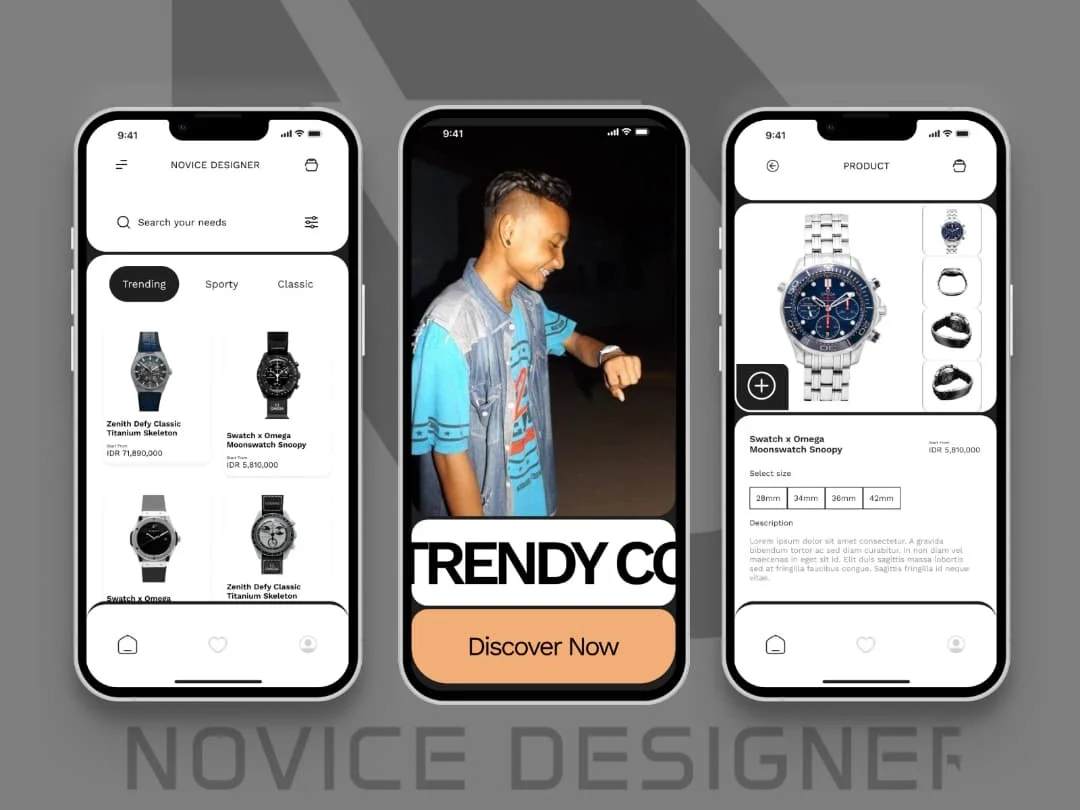 9:41
NOVICE DESIGNER
Search your needs
Trending
Sporty
Classic
Zenith Defy Classic
Titanium Skeleton
Start From
IDR 71,890,000
Swatch x Omega
Moonswatch Snoopy
Start From
IDR 5,810,000
Swatch x Omega
Zenith Defy Classic
Titanium Skeleton
9:41
TRENDY CO
Discover Now
9:41
PRODUCT
Swatch x Omega
Moonswatch Snoopy
Start From
IDR 5,810,000
Select size
28mm
34mm
36mm
42mm
Description
Lorem ipsum dolor sit amet consectetur. A gravida
bibendum tortor ac sed diam curabitur. In non diam vel
maecenas in eget sit id. Elit duis sagittis massa lobortis
sed at fringilla faucibus congue. Sagittis fringilla id neque
vitae.
NOVICE DESIGNER